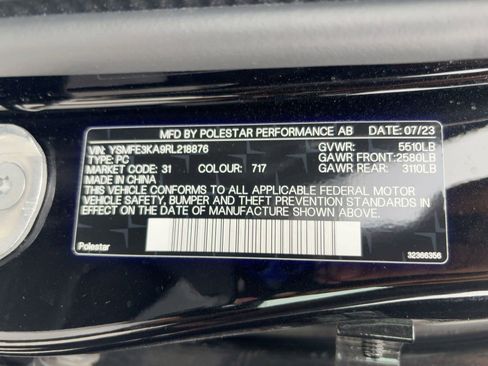 MFD BY POLESTAR PERFORMANCE AB DATE: 07/23
VIN: YSMFE3KA9RL218876 GVWR: 5510LB
TYPE: PC GAWR FRONT: 2580LB
MARKET CODE: 31 COLOUR: 717 GAWR REAR: 3110LB
MADE IN CHINA
THIS VEHICLE CONFORMS TO ALL APPLICABLE FEDERAL MOTOR
VEHICLE SAFETY, BUMPER AND THEFT PREVENTION STANDARDS IN
EFFECT ON THE DATE OF MANUFACTURE SHOWN ABOVE.
Polestar 32366356